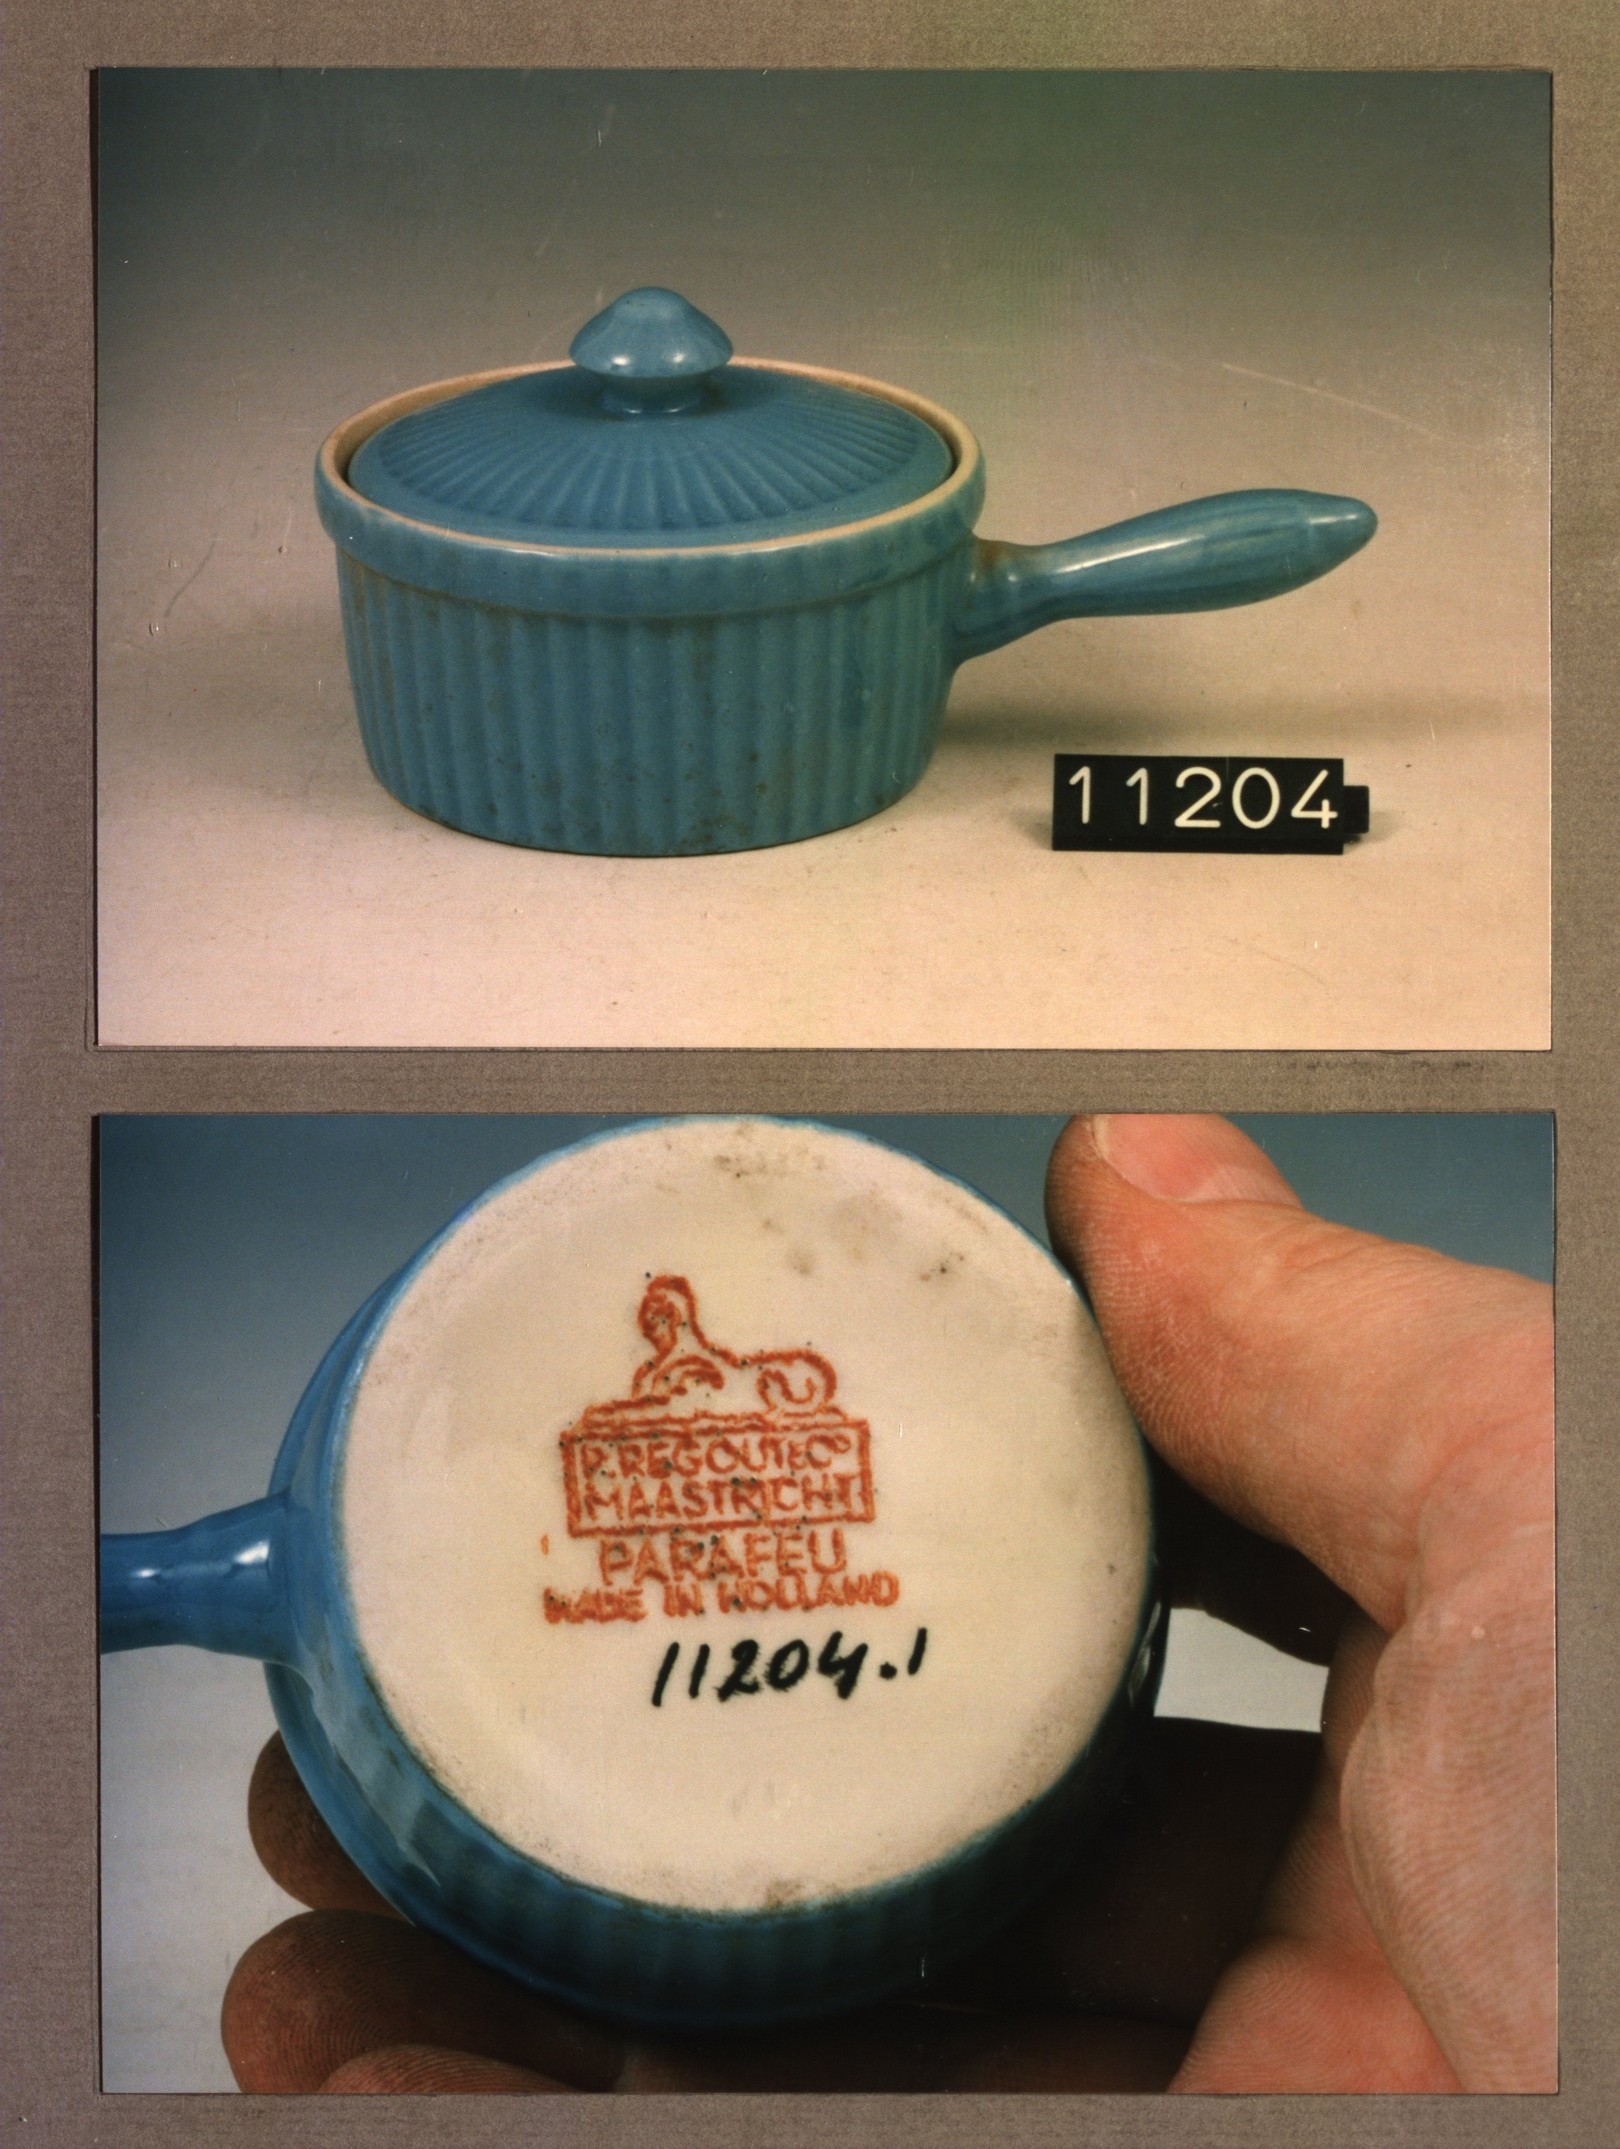 11204
P. REGOUT & Co
MAASTRICHT
PARAFEU
MADE IN HOLLAND
11204.1